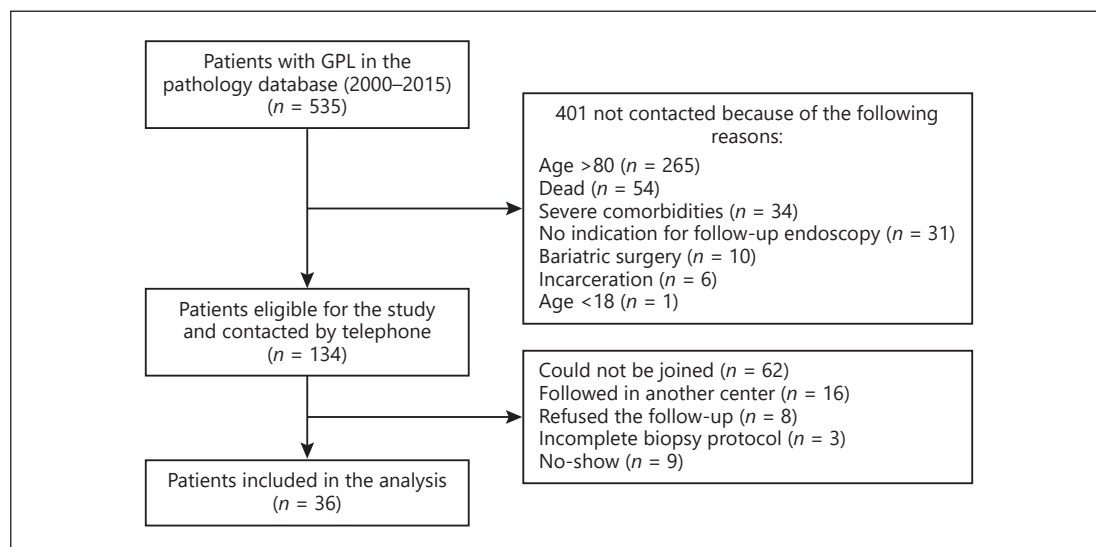 Patients with GPL in the
pathology database (2000–2015)
(n = 535)
401 not contacted because of the following
reasons:
Age >80 (n = 265)
Dead (n = 54)
Severe comorbidities (n = 34)
No indication for follow-up endoscopy (n = 31)
Bariatric surgery (n = 10)
Incarceration (n = 6)
Age <18 (n = 1)
Patients eligible for the study
and contacted by telephone
(n = 134)
Could not be joined (n = 62)
Followed in another center (n = 16)
Refused the follow-up (n = 8)
Incomplete biopsy protocol (n = 3)
No-show (n = 9)
Patients included in the analysis
(n = 36)